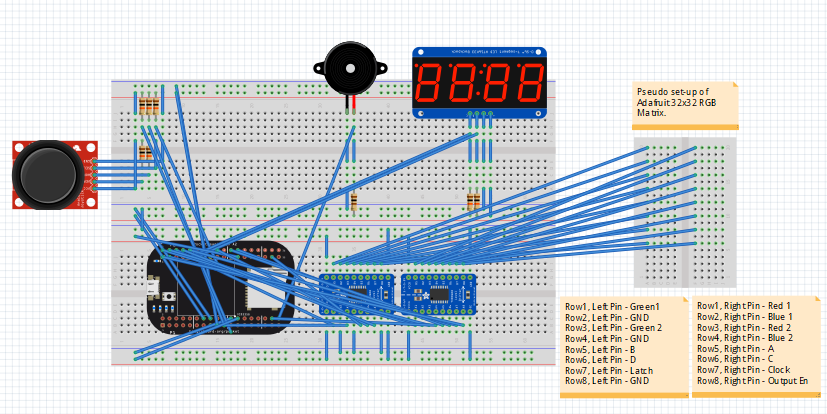 Pseudo set-up of
Adafruit 32x32 RGB
Matrix.
Row1, Left Pin - Green1
Row2, Left Pin - GND
Row3, Left Pin - Green 2
Row4, Left Pin - GND
Row5, Left Pin - B
Row6, Left Pin - D
Row7, Left Pin - Latch
Row8, Left Pin - GND
Row1, Right Pin - Red 1
Row2, Right Pin - Blue 1
Row3, Right Pin - Red 2
Row4, Right Pin - Blue 2
Row5, Right Pin - A
Row6, Right Pin - C
Row7, Right Pin - Clock
Row8, Right Pin - Output En